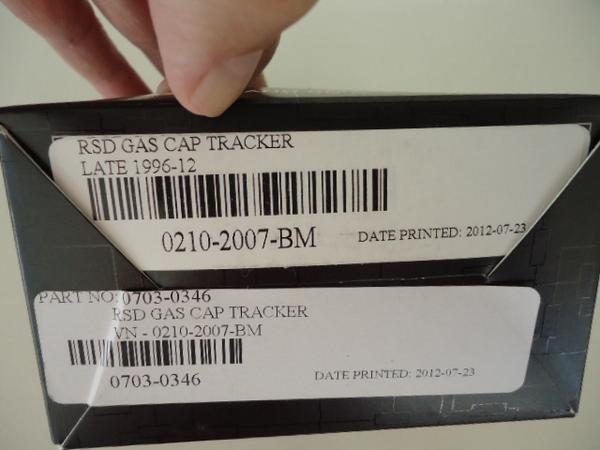 RSD GAS CAP TRACKER
LATE 1996-12
0210-2007-BM DATE PRINTED: 2012-07-23
PART NO: 0703-0346
RSD GAS CAP TRACKER
VN - 0210-2007-BM
0703-0346 DATE PRINTED: 2012-07-23